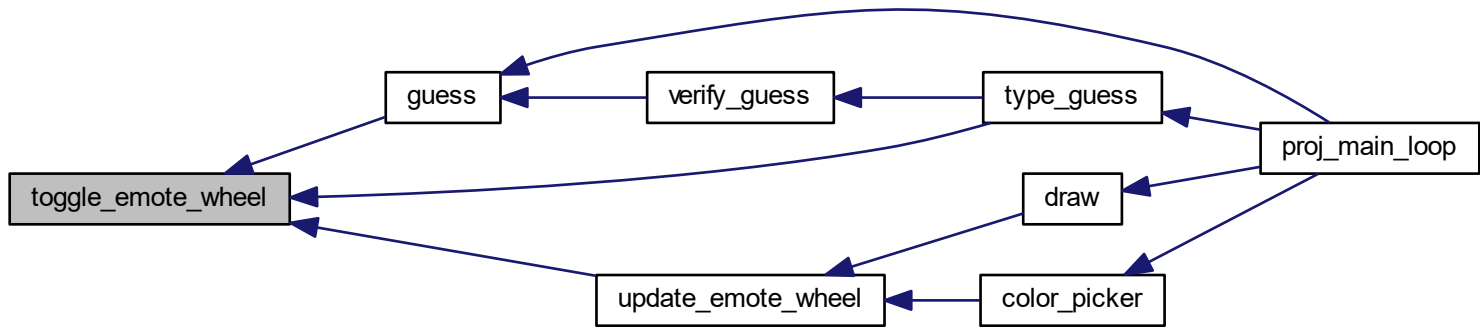 guess
verify_guess
type_guess
proj_main_loop
toggle_emote_wheel
draw
update_emote_wheel
color_picker